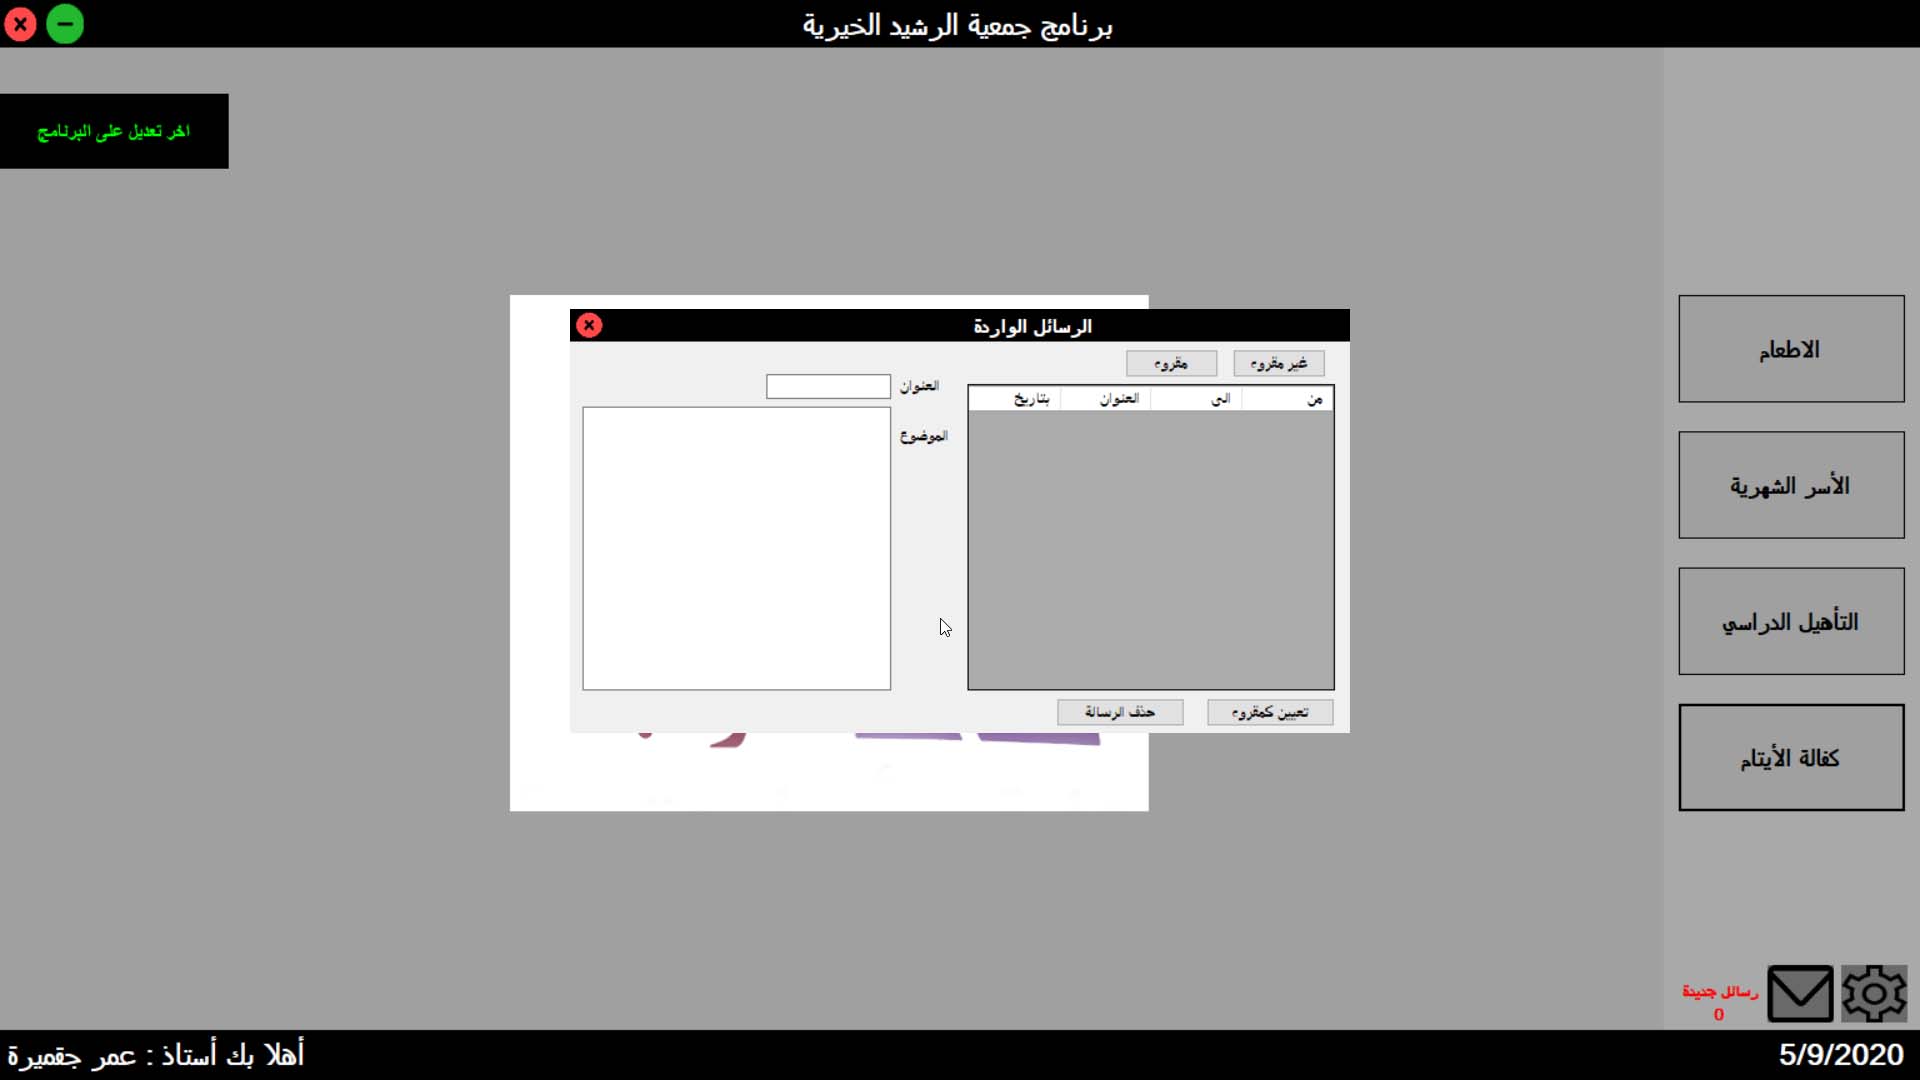 برنامج جمعية الرشيد الخيرية
اخر تعديل على البرنامج
الرسائل الواردة
غير مقروء
مقروء
من
الى
العنوان
بتاريخ
العنوان
الموضوع
تعيين كمقروء
حذف الرسالة
الاطعام
الأسر الشهرية
التأهيل الدراسي
كفالة الأيتام
رسائل جديدة
0
أهلا بك أستاذ : عمر جقميرة
5/9/2020